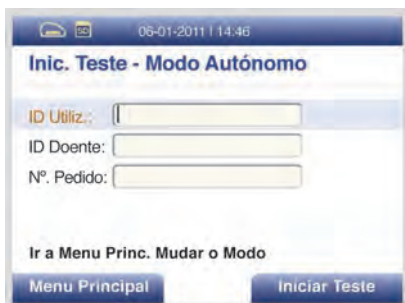 SD 06-01-2011 | 14:46
Inic. Teste - Modo Autónomo
ID Utiliz.:
ID Doente:
Nº. Pedido:
Ir a Menu Princ. Mudar o Modo
Menu Principal Iniciar Teste